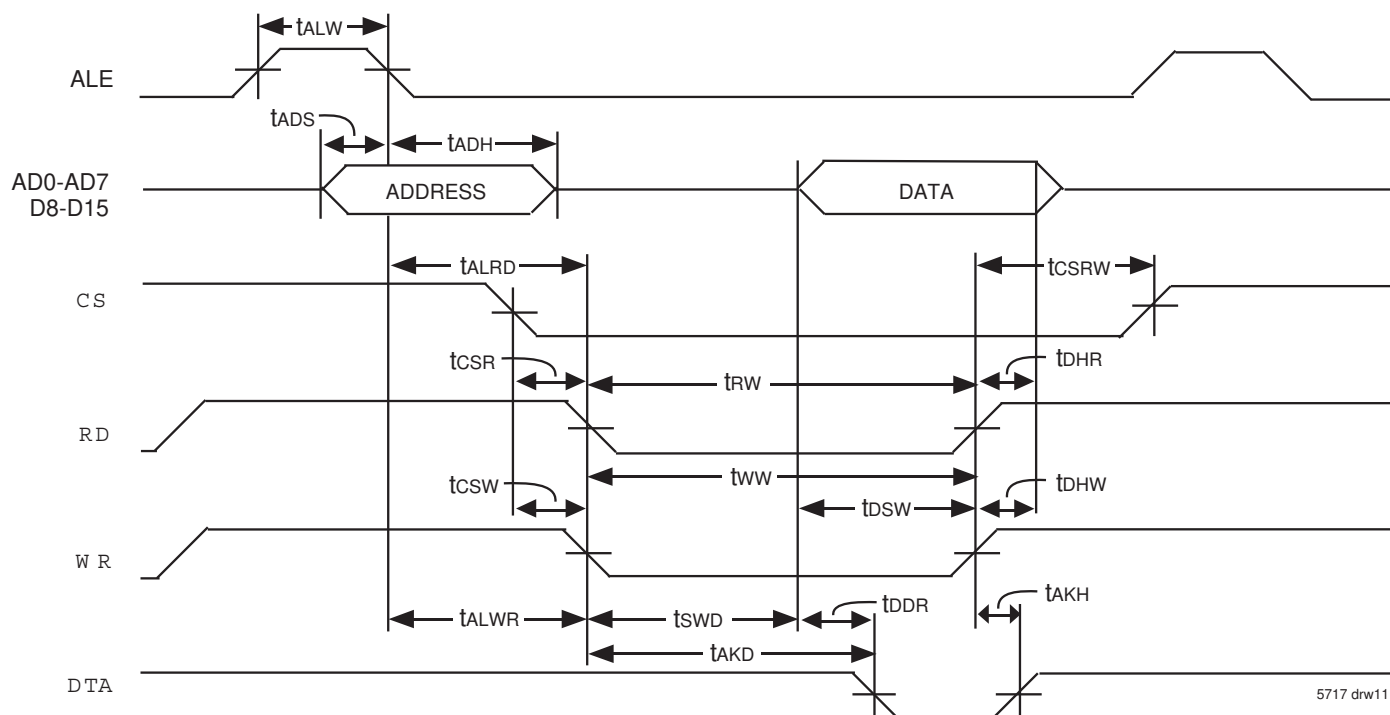 tALW
ALE
tADS
tADH
AD0-AD7
D8-D15
ADDRESS
DATA
tALRD
tCSRW
CS
tCSR
tRW
tDHR
RD
tCSW
tWW
tDHW
tDSW
W R
tALWR
tSWD
tDDR
tAKH
tAKD
DTA
5717 drw11